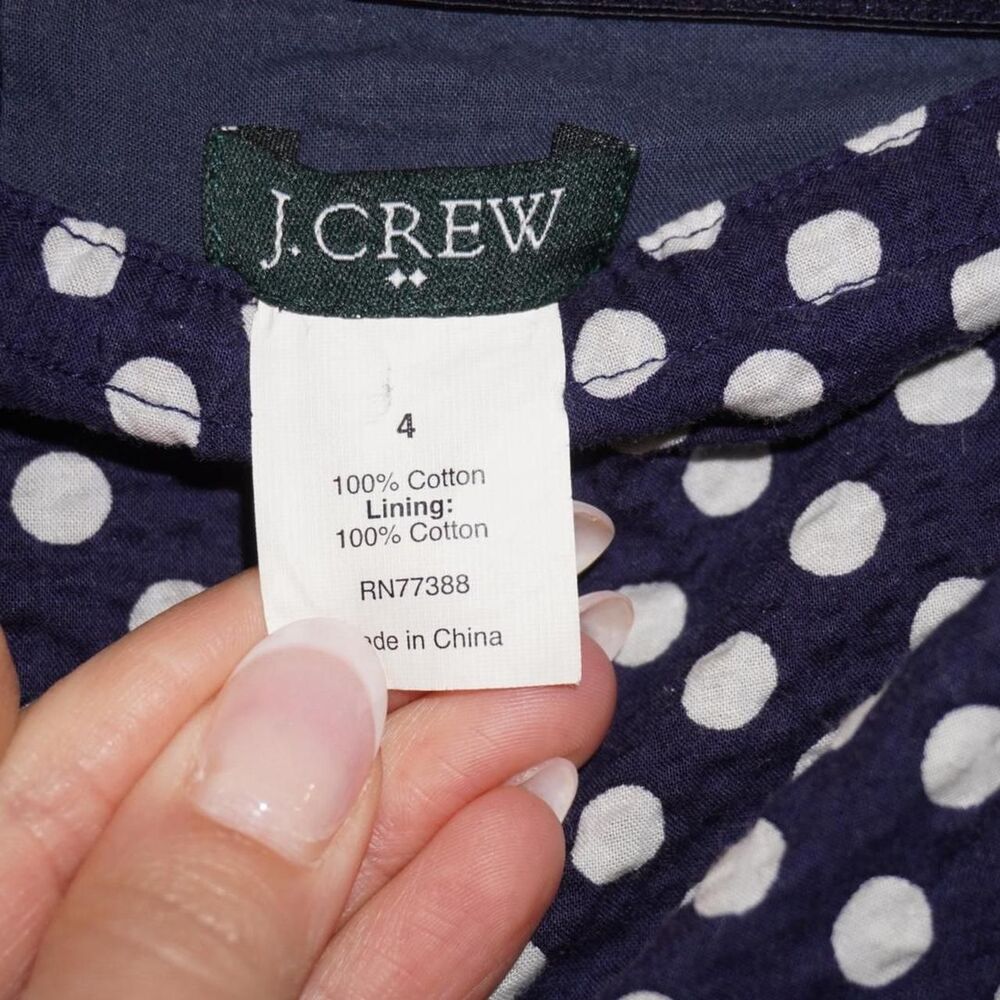 J.CREW
4
100% Cotton
Lining:
100% Cotton
RN77388
in China